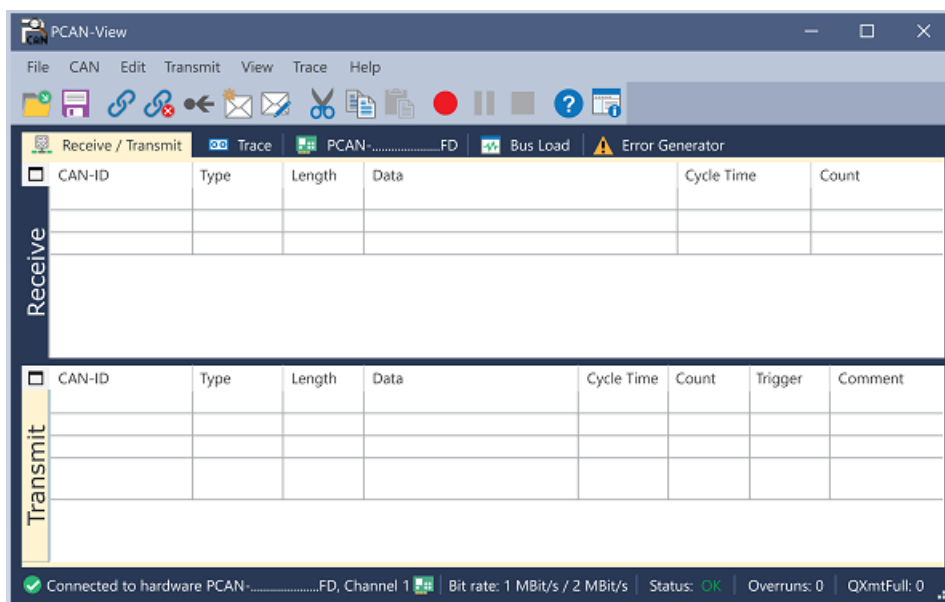 PCAN-View
File CAN Edit Transmit View Trace Help
Receive / Transmit Trace PCAN-.....................FD Bus Load Error Generator
CAN-ID Type Length Data Cycle Time Count
Receive
CAN-ID Type Length Data Cycle Time Count Trigger Comment
Transmit
Connected to hardware PCAN-.....................FD, Channel 1 Bit rate: 1 MBit/s / 2 MBit/s Status: OK Overruns: 0 QXmtFull: 0